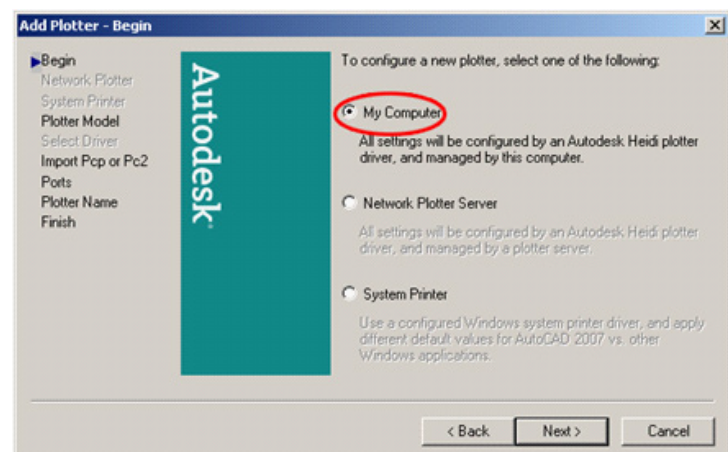 Add Plotter - Begin
Begin
Network Plotter
System Printer
Plotter Model
Select Driver
Import Pcp or Pc2
Ports
Plotter Name
Finish
Autodesk
To configure a new plotter, select one of the following:
My Computer
All settings will be configured by an Autodesk Heidi plotter
driver, and managed by this computer.
Network Plotter Server
All settings will be configured by an Autodesk Heidi plotter
driver, and managed by a plotter server.
System Printer
Use a configured Windows system printer driver, and apply
different default values for AutoCAD 2007 vs. other
Windows applications.
< Back
Next >
Cancel